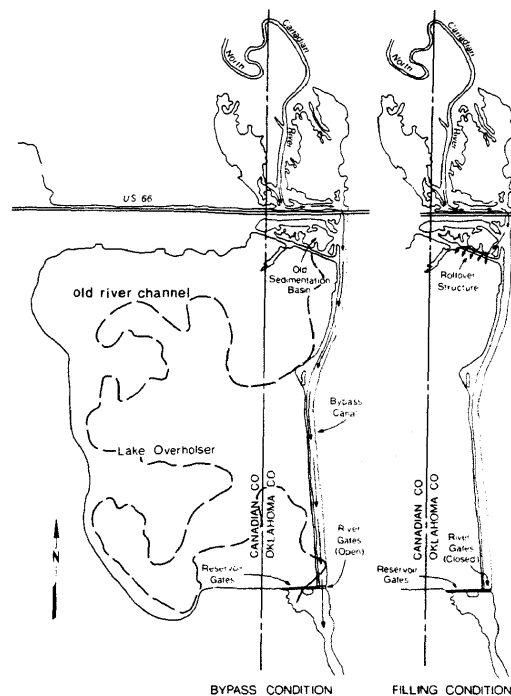 North
Canadian
River
US 66
Old
Sedimentation
Basin
old river channel
Bypass
Canal
Lake Overholser
CANADIAN CO
OKLAHOMA CO
River
Gates
(Open)
Reservoir
Gates
N
BYPASS CONDITION
North
Canadian
River
Rollover
Structure
CANADIAN CO
OKLAHOMA CO
River
Gates
(Closed)
Reservoir
Gates
FILLING CONDITION